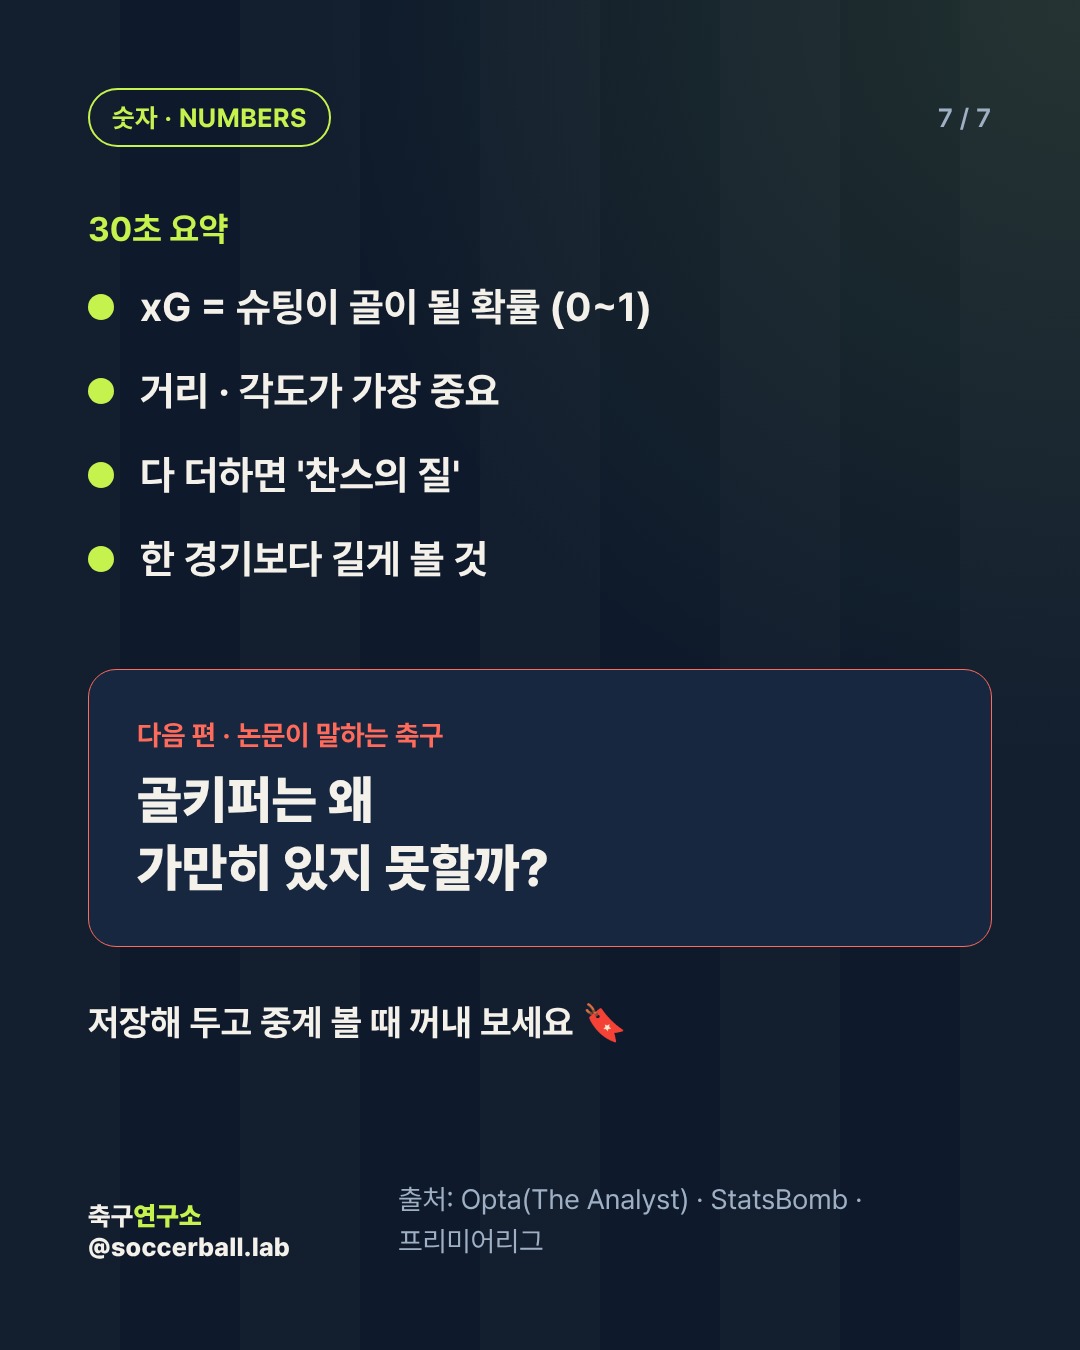 숫자 · NUMBERS
7 / 7
30초 요약
xG = 슈팅이 골이 될 확률 (0~1)
거리 · 각도가 가장 중요
다 더하면 '찬스의 질'
한 경기보다 길게 볼 것
다음 편 · 논문이 말하는 축구
골키퍼는 왜
가만히 있지 못할까?
저장해 두고 중계 볼 때 꺼내 보세요 🔖
축구연구소
@soccerball.lab
출처: Opta(The Analyst) · StatsBomb ·
프리미어리그